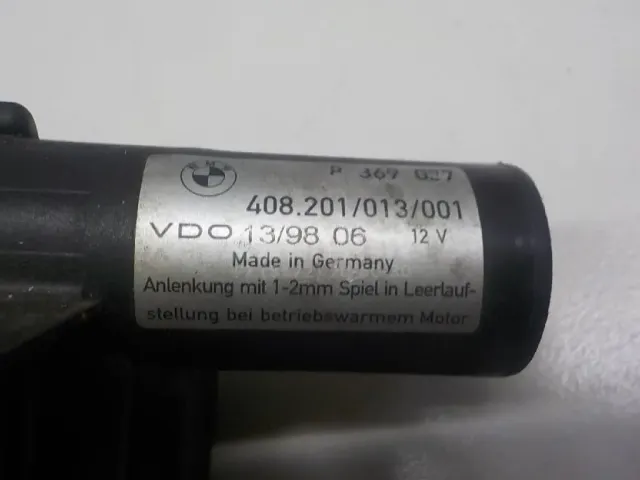 BMW
P 369 027
408.201/013/001
VDO 13/98 06 12 V
Made in Germany
Anlenkung mit 1-2mm Spiel in Leerlauf-
stellung bei betriebswarmem Motor